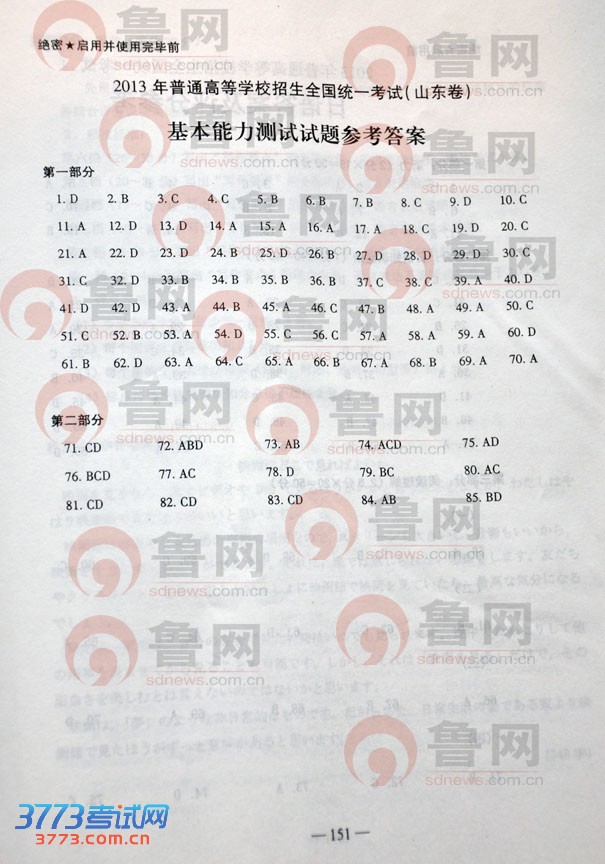 绝密★启用并使用完毕前
2013 年普通高等学校招生全国统一考试(山东卷)
基本能力测试试题参考答案
第一部分
1. D 2. B 3. C 4. C 5. B 6. B 7. B 8. C 9. D 10. C
11. A 12. D 13. D 14. A 15. A 16. A 17. A 18. C 19. D 20. C
21. A 22. D 23. D 24. B 25. D 26. B 27. D 28. D 29. D 30. C
31. C 32. D 33. B 34. B 35. B 36. B 37. C 38. C 39. A 40. D
41. D 42. D 43. A 44. B 45. A 46. C 47. B 48. A 49. A 50. C
51. C 52. B 53. A 54. D 55. C 56. C 57. A 58. A 59. A 60. D
61. B 62. D 63. A 64. C 65. A 66. B 67. A 68. B 69. A 70. A
第二部分
71. CD 72. ABD 73. AB 74. ACD 75. AD
76. BCD 77. AC 78. D 79. BC 80. AC
81. CD 82. CD 83. CD 84. AB 85. BD
鲁网
sdnews.com.cn
3773考试网
3773.com.cn
— 151 —